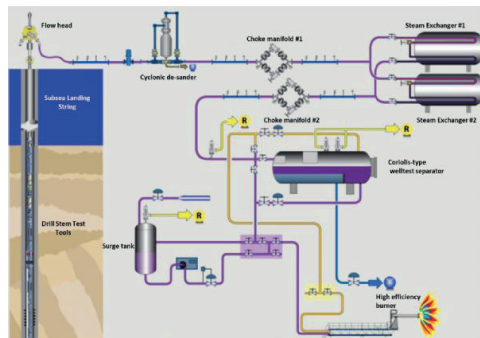 Flow head
Cyclonic de-sander
Choke manifold #1
Steam Exchanger #1
Subsea Landing
String
Choke manifold #2
Steam Exchanger #2
R
R
Coriolis-type
welltest separator
Drill Stem Test
Tools
R
Surge tank
High efficiency
burner